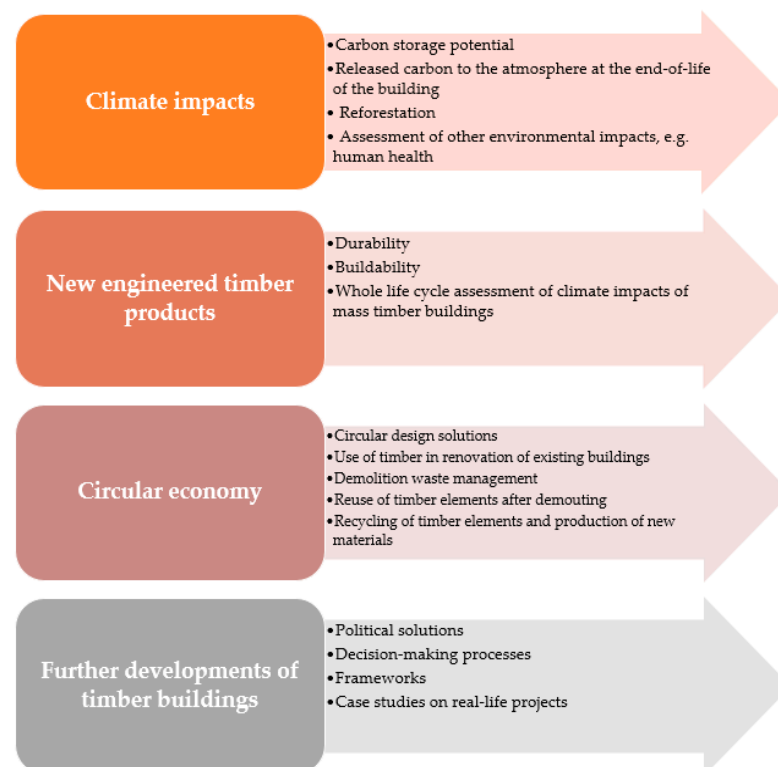 Climate impacts
•Carbon storage potential
•Released carbon to the atmosphere at the end-of-life
of the building
• Reforestation
• Assessment of other environmental impacts, e.g.
human health
New engineered timber
products
•Durability
•Buildability
•Whole life cycle assessment of climate impacts of
mass timber buildings
Circular economy
•Circular design solutions
•Use of timber in renovation of existing buildings
•Demolition waste management
•Reuse of timber elements after demouting
•Recycling of timber elements and production of new
materials
Further developments of
timber buildings
•Political solutions
•Decision-making processes
•Frameworks
•Case studies on real-life projects